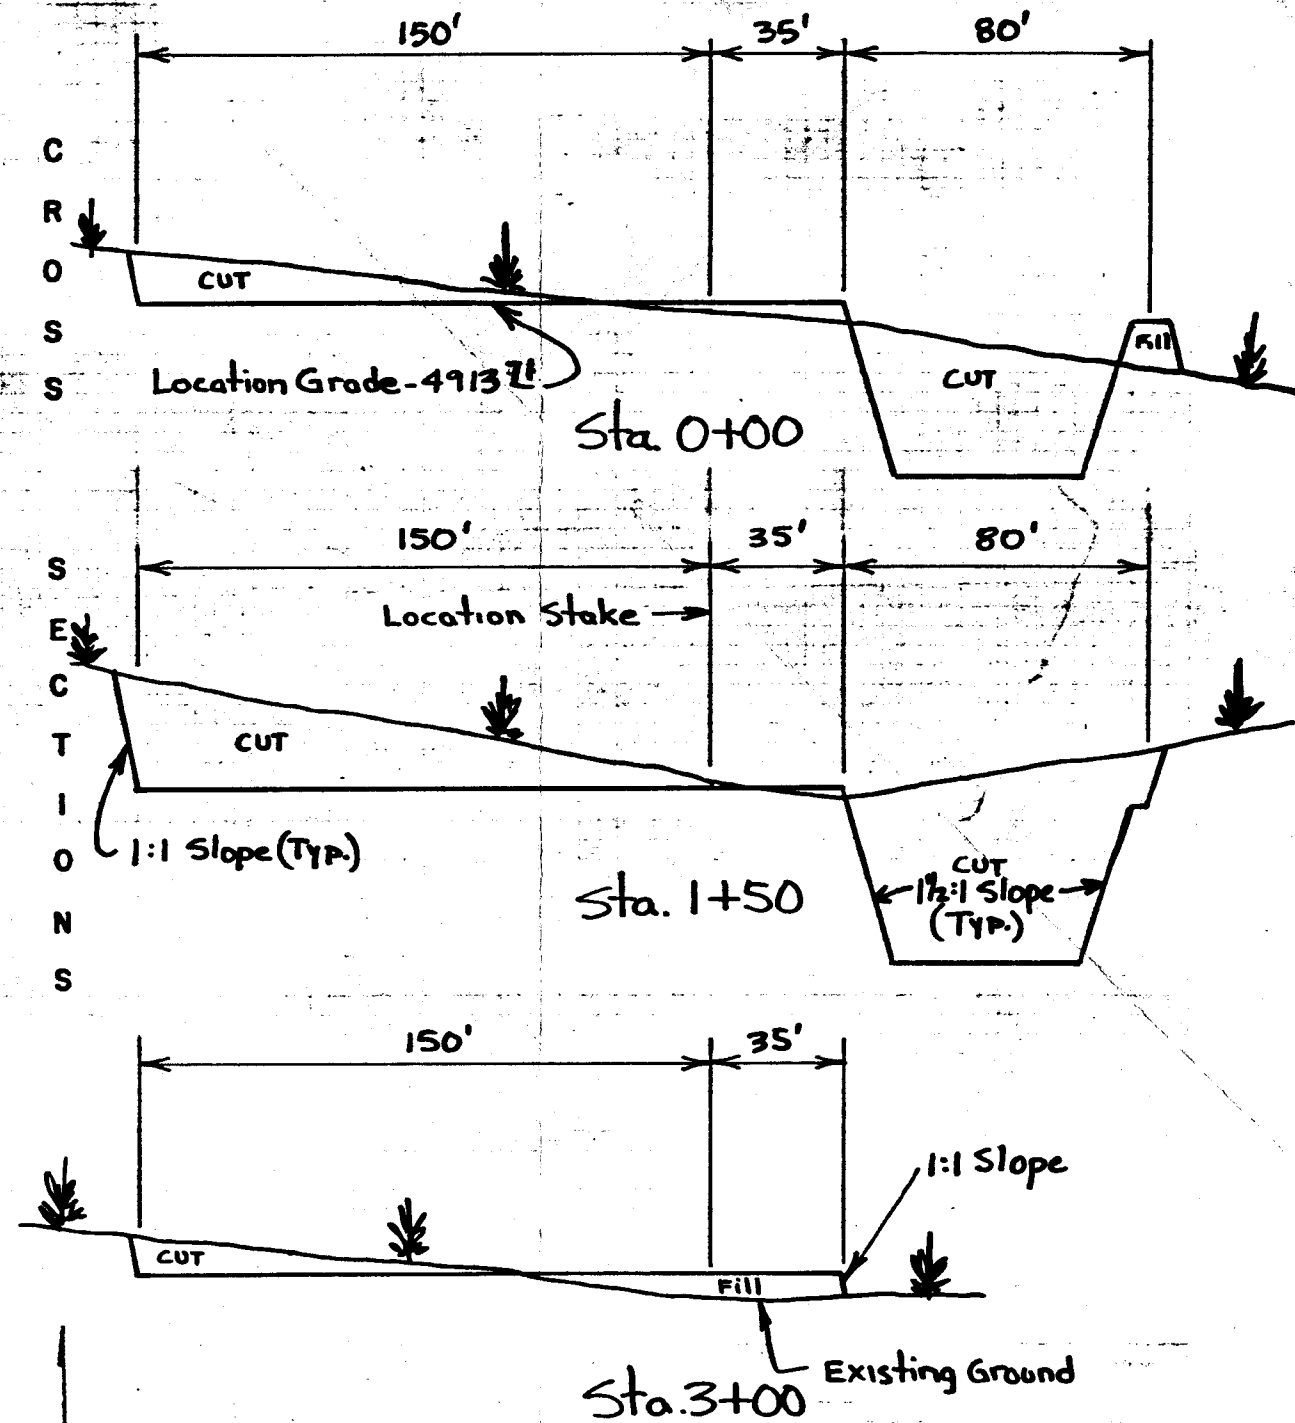 CROSS SECTIONS
150' 35' 80'
CUT
Fill
CUT
Location Grade-4913
Sta. 0+00
150' 35' 80'
Location Stake
CUT
1:1 Slope (Typ.)
CUT
1½:1 Slope
(Typ.)
Sta. 1+50
150' 35'
1:1 Slope
CUT
Fill
Existing Ground
Sta. 3+00